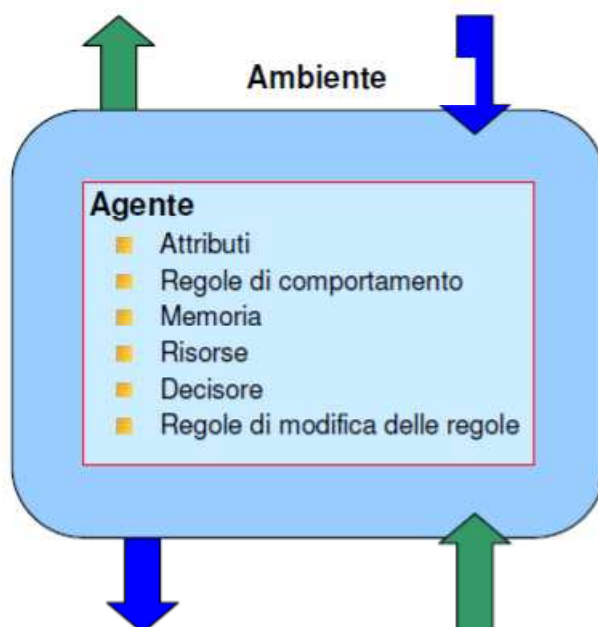 Ambiente
Agente
Attributi
Regole di comportamento
Memoria
Risorse
Decisore
Regole di modifica delle regole